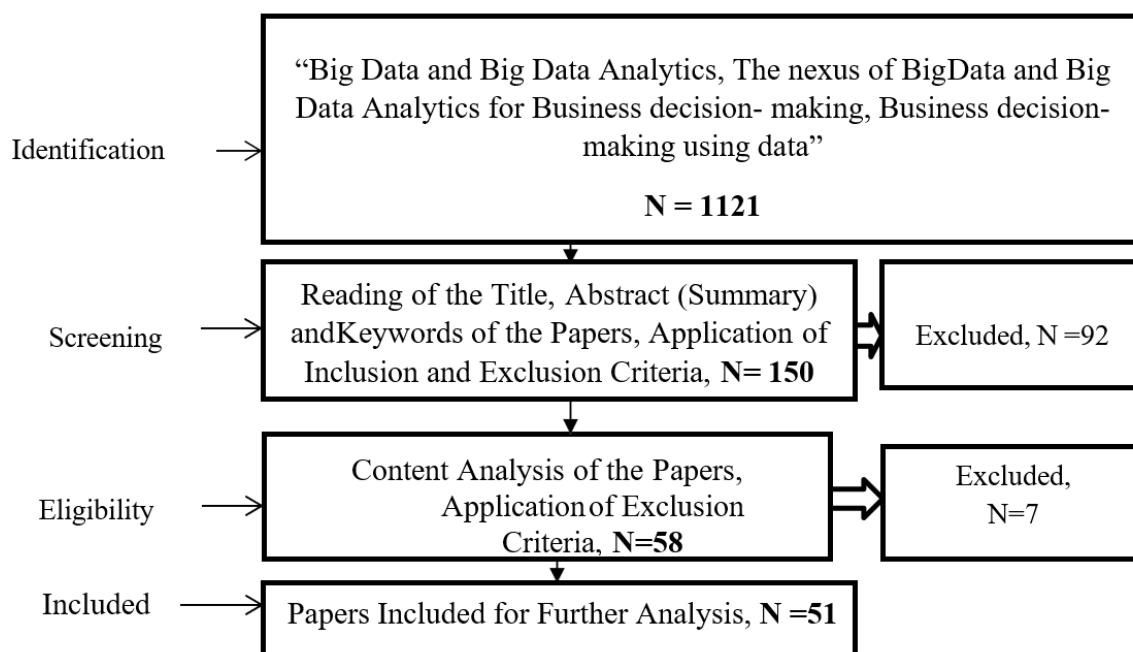 “Big Data and Big Data Analytics, The nexus of BigData and Big
Data Analytics for Business decision- making, Business decision-
making using data”
N = 1121
Identification
Reading of the Title, Abstract (Summary)
andKeywords of the Papers, Application of
Inclusion and Exclusion Criteria, N= 150
Screening
Excluded, N =92
Content Analysis of the Papers,
Application of Exclusion
Criteria, N=58
Eligibility
Excluded,
N=7
Included
Papers Included for Further Analysis, N =51